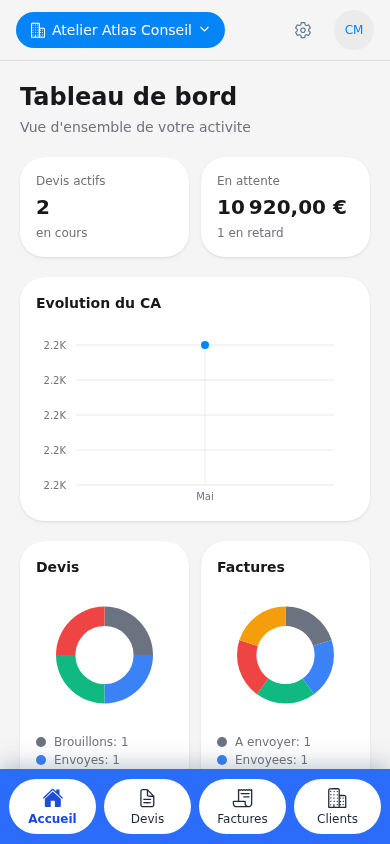 Atelier Atlas Conseil
CM
Tableau de bord
Vue d'ensemble de votre activite
Devis actifs
2
en cours
En attente
10 920,00 €
1 en retard
Evolution du CA
2.2K
2.2K
2.2K
2.2K
2.2K
Mai
Devis
Brouillons: 1
Envoyes: 1
Factures
A envoyer: 1
Envoyees: 1
Accueil
Devis
Factures
Clients